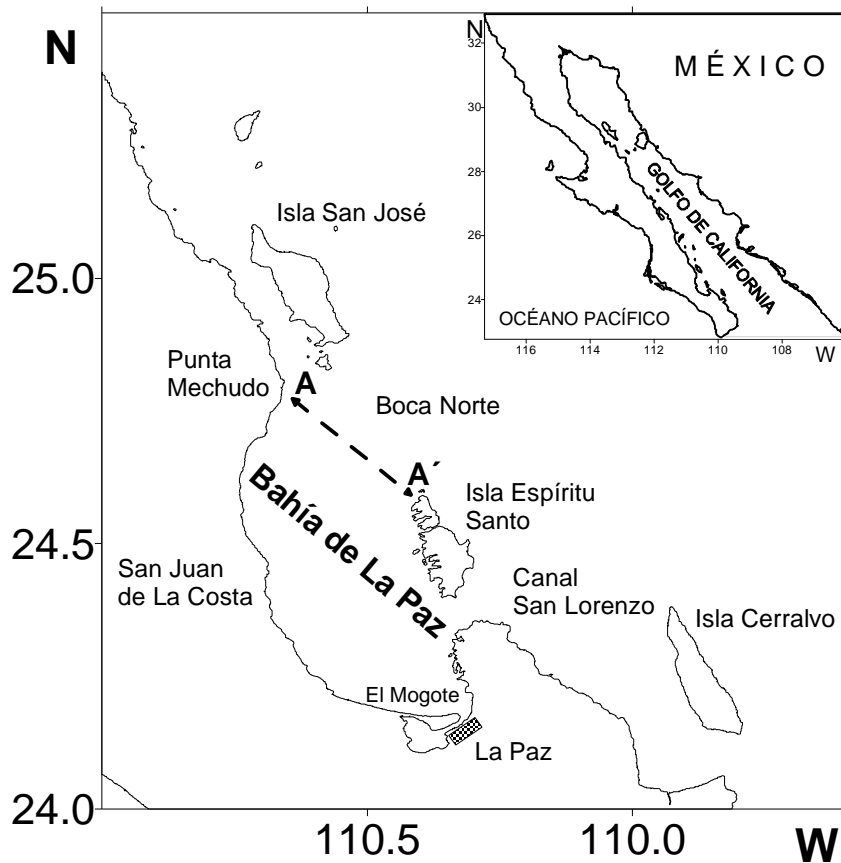 N
25.0
24.5
24.0
110.5
110.0
W
Isla San José
Punta
Mechudo
A
Boca Norte
A´
Isla Espíritu
Santo
Bahía de La Paz
San Juan
de La Costa
Canal
San Lorenzo
Isla Cerralvo
El Mogote
La Paz
N
MÉXICO
32
30
28
26
24
GOLFO DE CALIFORNIA
OCÉANO PACÍFICO
116
114
112
110
108
W